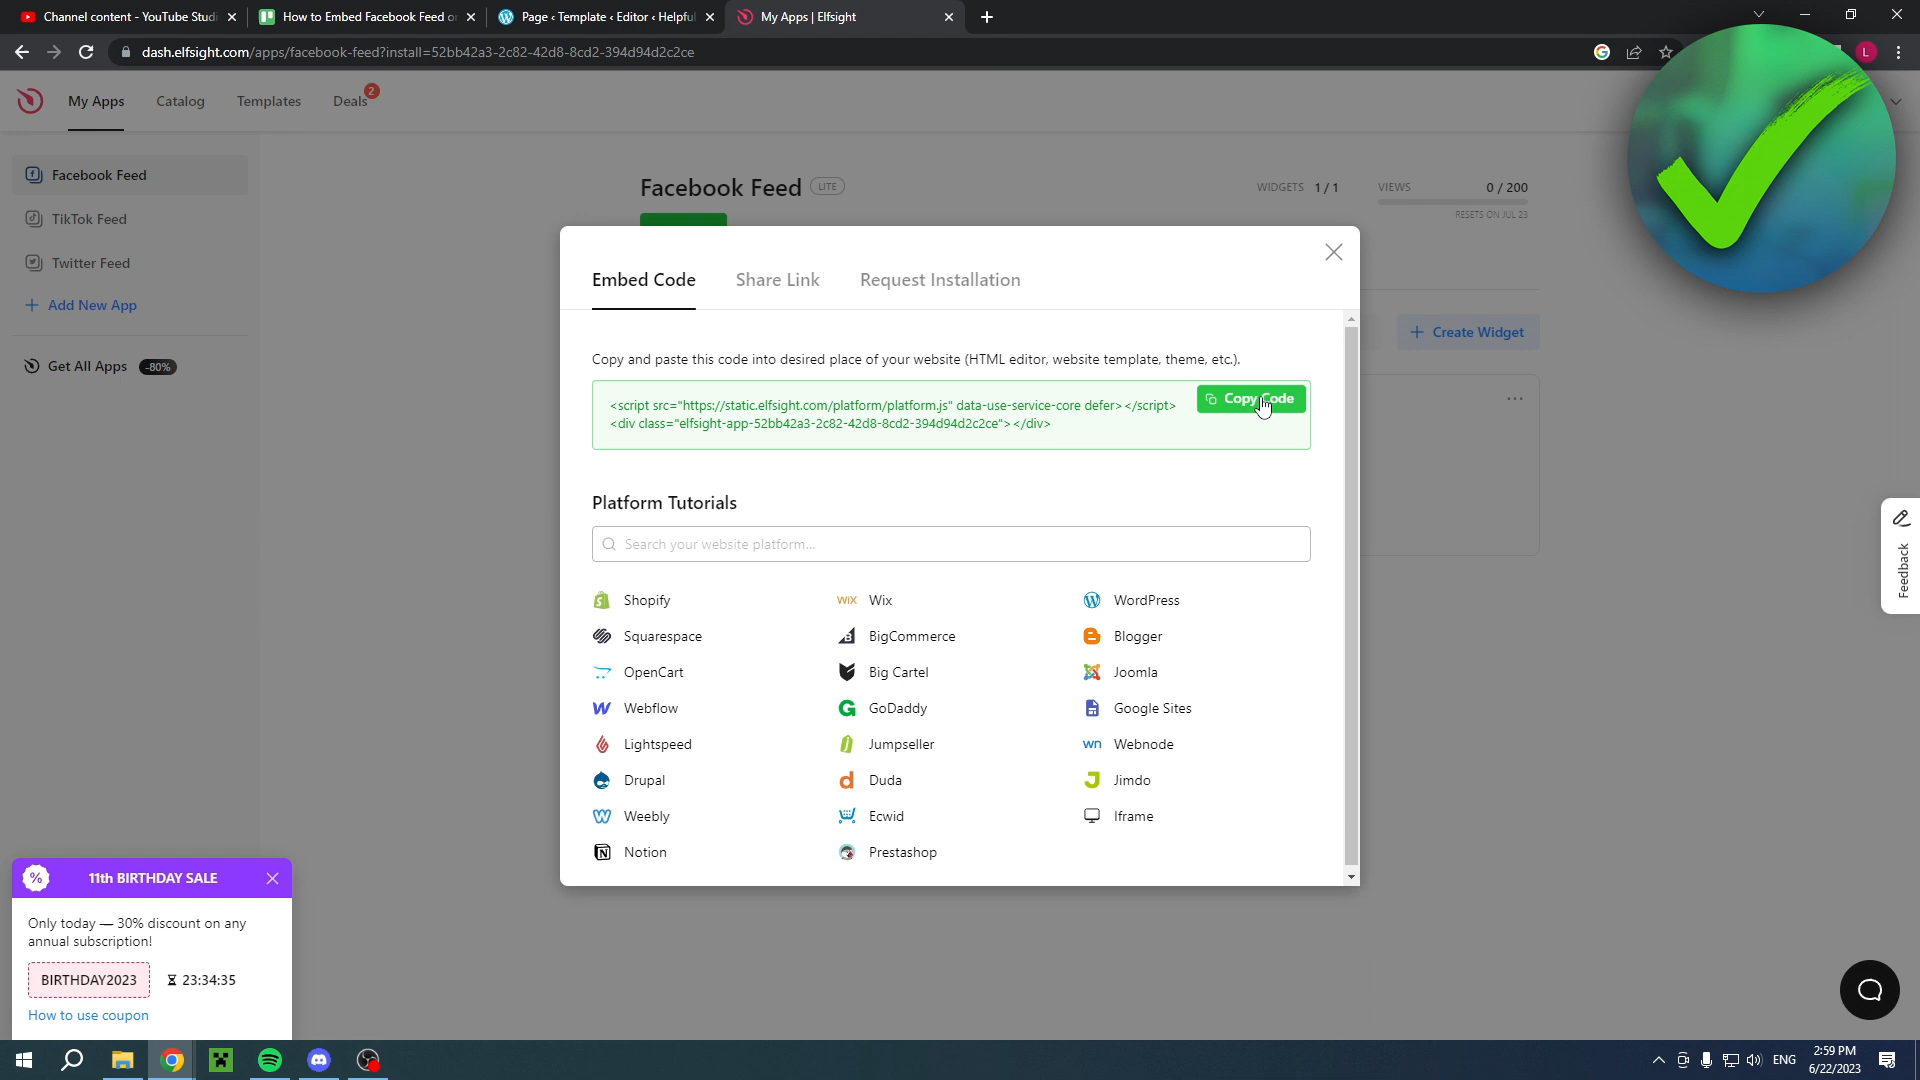 Channel content - YouTube Studi
How to Embed Facebook Feed or
Page ‹ Template ‹ Editor ‹ Helpful
My Apps | Elfsight
dash.elfsight.com/apps/facebook-feed?install=52bb42a3-2c82-42d8-8cd2-394d94d2c2ce
L
My Apps
Catalog
Templates
Deals
2
Facebook Feed
TikTok Feed
Twitter Feed
+ Add New App
Get All Apps -80%
Facebook Feed LITE
WIDGETS 1 / 1
VIEWS 0 / 200
RESETS ON JUL 23
+ Create Widget
Embed Code
Share Link
Request Installation
Copy and paste this code into desired place of your website (HTML editor, website template, theme, etc.).
<script src="https://static.elfsight.com/platform/platform.js" data-use-service-core defer></script>
<div class="elfsight-app-52bb42a3-2c82-42d8-8cd2-394d94d2c2ce"></div>
Copy Code
Platform Tutorials
Search your website platform...
Shopify
WiX Wix
WordPress
Squarespace
BigCommerce
Blogger
OpenCart
Big Cartel
Joomla
Webflow
GoDaddy
Google Sites
Lightspeed
Jumpseller
wn Webnode
Drupal
Duda
Jimdo
Weebly
Ecwid
Iframe
Notion
Prestashop
Feedback
% 11th BIRTHDAY SALE
Only today — 30% discount on any
annual subscription!
BIRTHDAY2023
23:34:35
How to use coupon
ENG
2:59 PM
6/22/2023